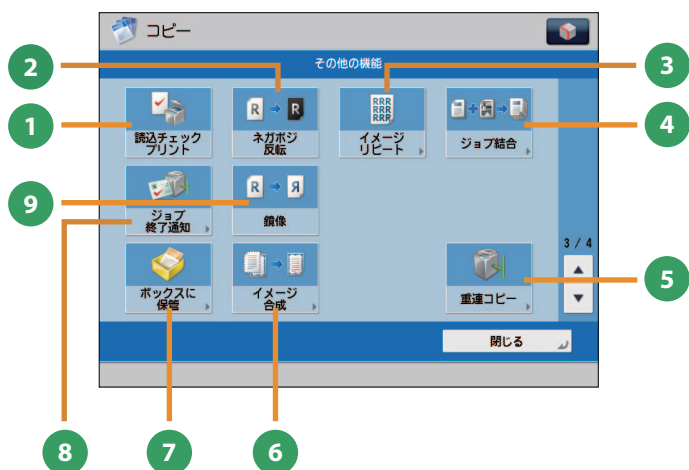 コピー
その他の機能
2
3
1
4
9
8
5
7
6
読込チェック
プリント
R → R
ネガポジ
反転
RRR
RRR
RRR
イメージ
リピート
ジョブ結合
ジョブ
終了通知
R → Я
鏡像
3 / 4
ボックスに
保管
イメージ
合成
重連コピー
閉じる